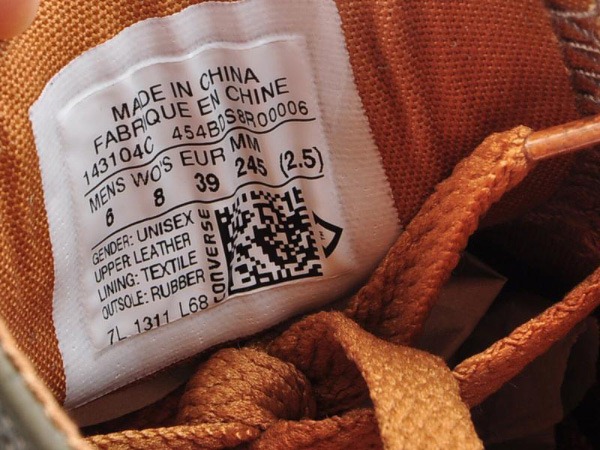 MADE IN CHINA
FABRIQUE EN CHINE
143104C 454BDS8R00006
MENS WO'S EUR MM
6 8 39 245 (2.5)
GENDER: UNISEX
UPPER LEATHER
LINING: TEXTILE
OUTSOLE: RUBBER
7L 1311 L68
CONVERSE